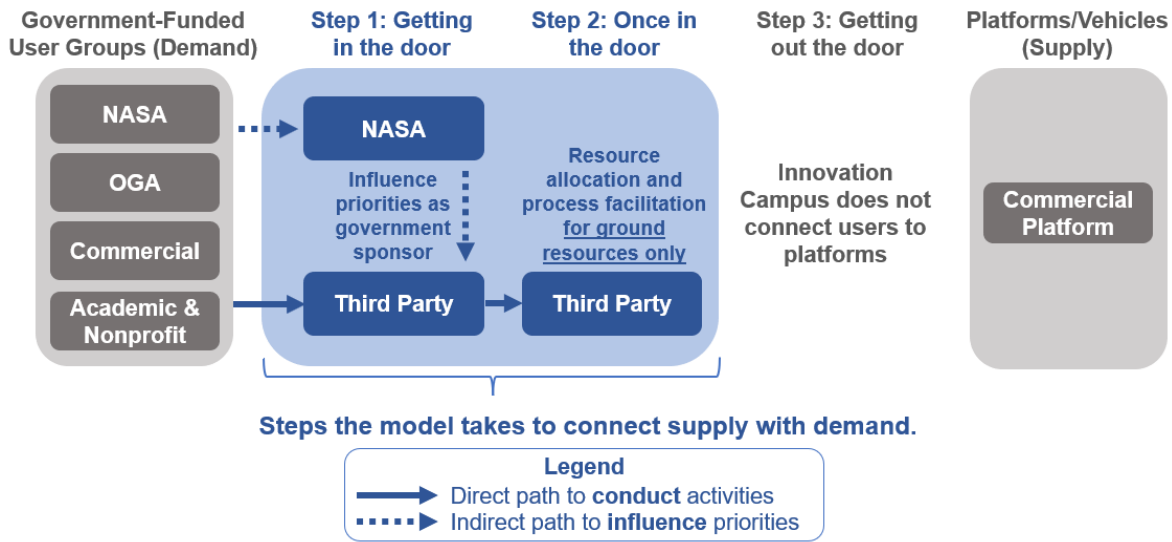 Government-Funded
User Groups (Demand)
Step 1: Getting
in the door
Step 2: Once in
the door
Step 3: Getting
out the door
Platforms/Vehicles
(Supply)
NASA
OGA
Commercial
Academic &
Nonprofit
NASA
Influence
priorities as
government
sponsor
Third Party
Resource
allocation and
process facilitation
for ground
resources only
Third Party
Innovation
Campus does not
connect users to
platforms
Commercial
Platform
Steps the model takes to connect supply with demand.
Legend
Direct path to conduct activities
Indirect path to influence priorities